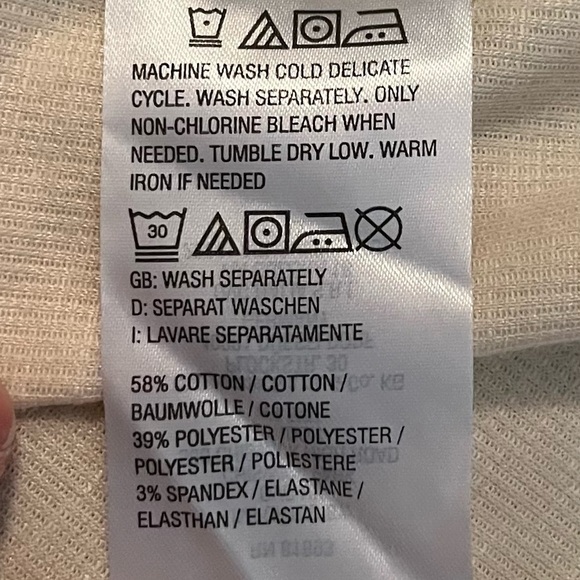 MACHINE WASH COLD DELICATE
CYCLE. WASH SEPARATELY. ONLY
NON-CHLORINE BLEACH WHEN
NEEDED. TUMBLE DRY LOW. WARM
IRON IF NEEDED
30
GB: WASH SEPARATELY
D: SEPARAT WASCHEN
I: LAVARE SEPARATAMENTE
58% COTTON / COTTON /
BAUMWOLLE / COTONE
39% POLYESTER / POLYESTER /
POLYESTER / POLIESTERE
3% SPANDEX / ELASTANE /
ELASTHAN / ELASTAN